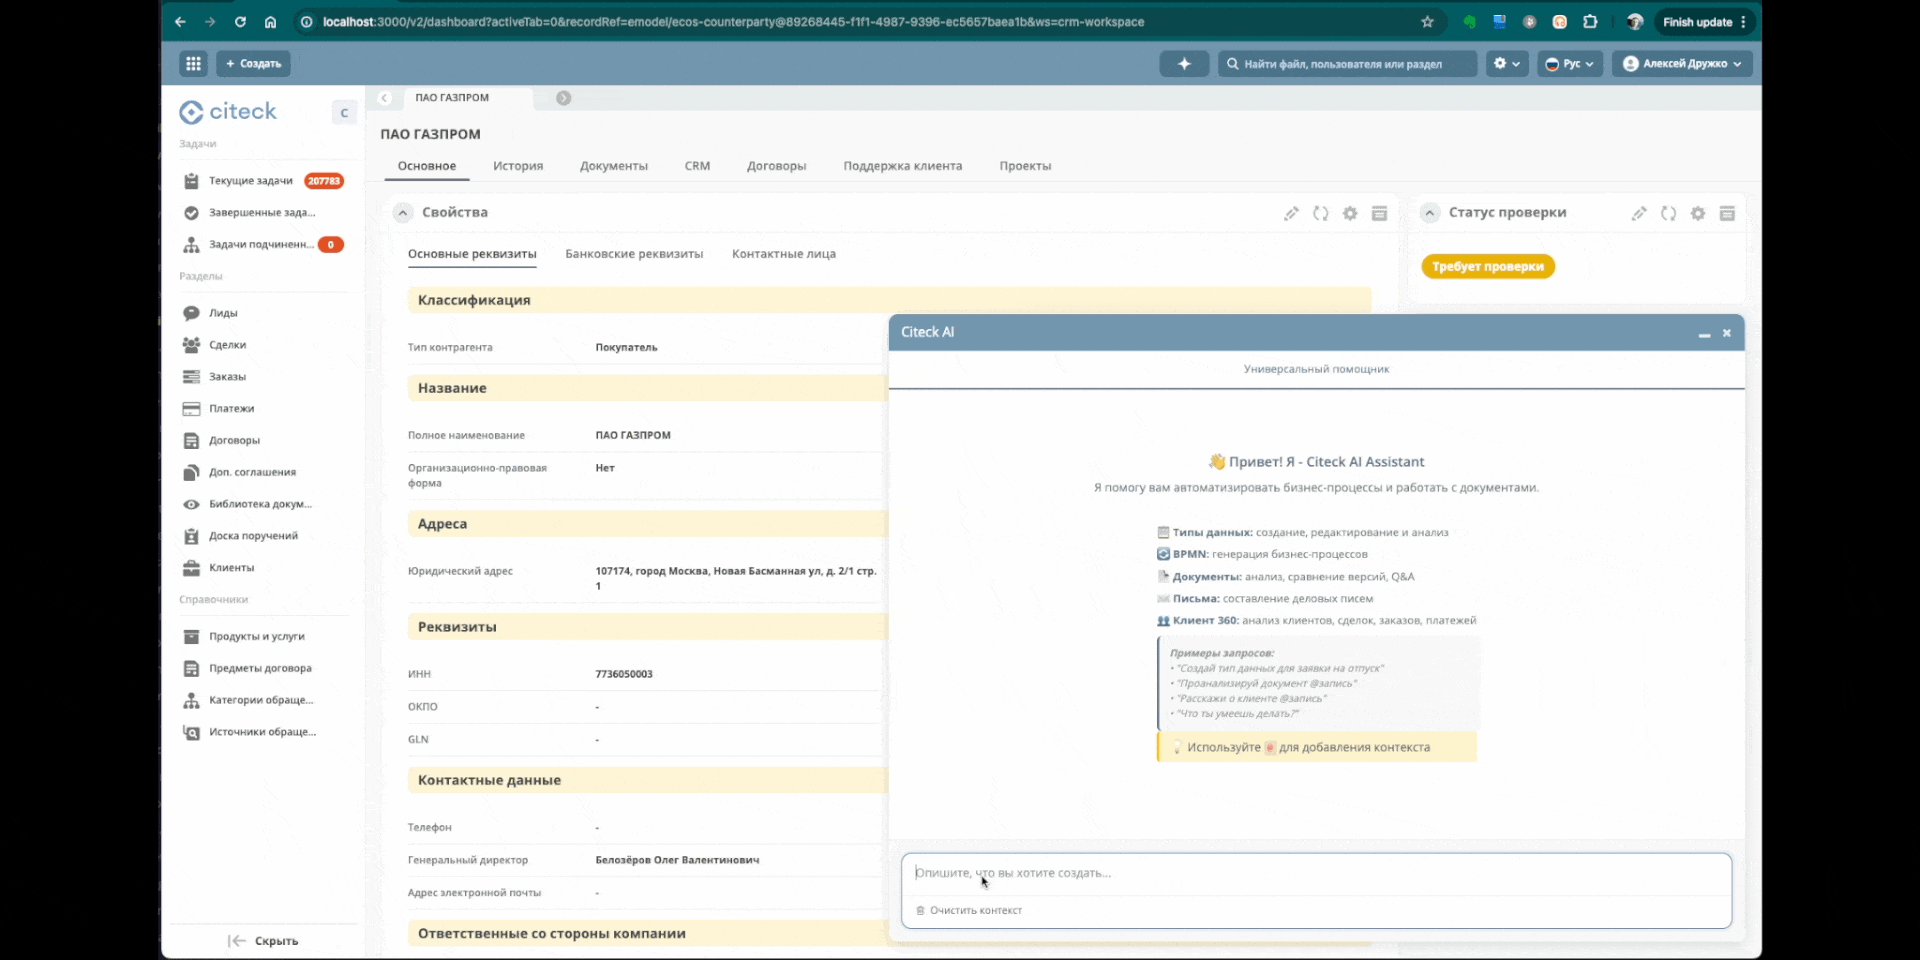 localhost:3000/v2/dashboard?activeTab=0&recordRef=emodel/ecos-counterparty@89268445-f1f1-4987-9396-ec5657baea1b&ws=crm-workspace
Finish update
+ Создать
Найти файл, пользователя или раздел
Рус
Алексей Дружко
citeck
C
ПАО ГАЗПРОМ
Задачи
Текущие задачи 207783
Завершенные зада...
Задачи подчиненн... 0
Разделы
Лиды
Сделки
Заказы
Платежи
Договоры
Доп. соглашения
Библиотека докум...
Доска поручений
Клиенты
Справочники
Продукты и услуги
Предметы договора
Категории обраще...
Источники обраще...
Скрыть
ПАО ГАЗПРОМ
Основное История Документы CRM Договоры Поддержка клиента Проекты
Свойства
Основные реквизиты Банковские реквизиты Контактные лица
Классификация
Тип контрагента Покупатель
Название
Полное наименование ПАО ГАЗПРОМ
Организационно-правовая Нет
форма
Адреса
Юридический адрес 107174, город Москва, Новая Басманная ул, д. 2/1 стр.
1
Реквизиты
ИНН 7736050003
ОКПО -
GLN -
Контактные данные
Телефон -
Генеральный директор Белозёров Олег Валентинович
Адрес электронной почты -
Ответственные со стороны компании
Статус проверки
Требует проверки
Citeck AI
Универсальный помощник
👋 Привет! Я - Citeck AI Assistant
Я помогу вам автоматизировать бизнес-процессы и работать с документами.
Типы данных: создание, редактирование и анализ
BPMN: генерация бизнес-процессов
Документы: анализ, сравнение версий, Q&A
Письма: составление деловых писем
Клиент 360: анализ клиентов, сделок, заказов, платежей
Примеры запросов:
• "Создай тип данных для заявки на отпуск"
• "Проанализируй документ @запись"
• "Расскажи о клиенте @запись"
• "Что ты умеешь делать?"
Используйте для добавления контекста
Опишите, что вы хотите создать...
Очистить контекст